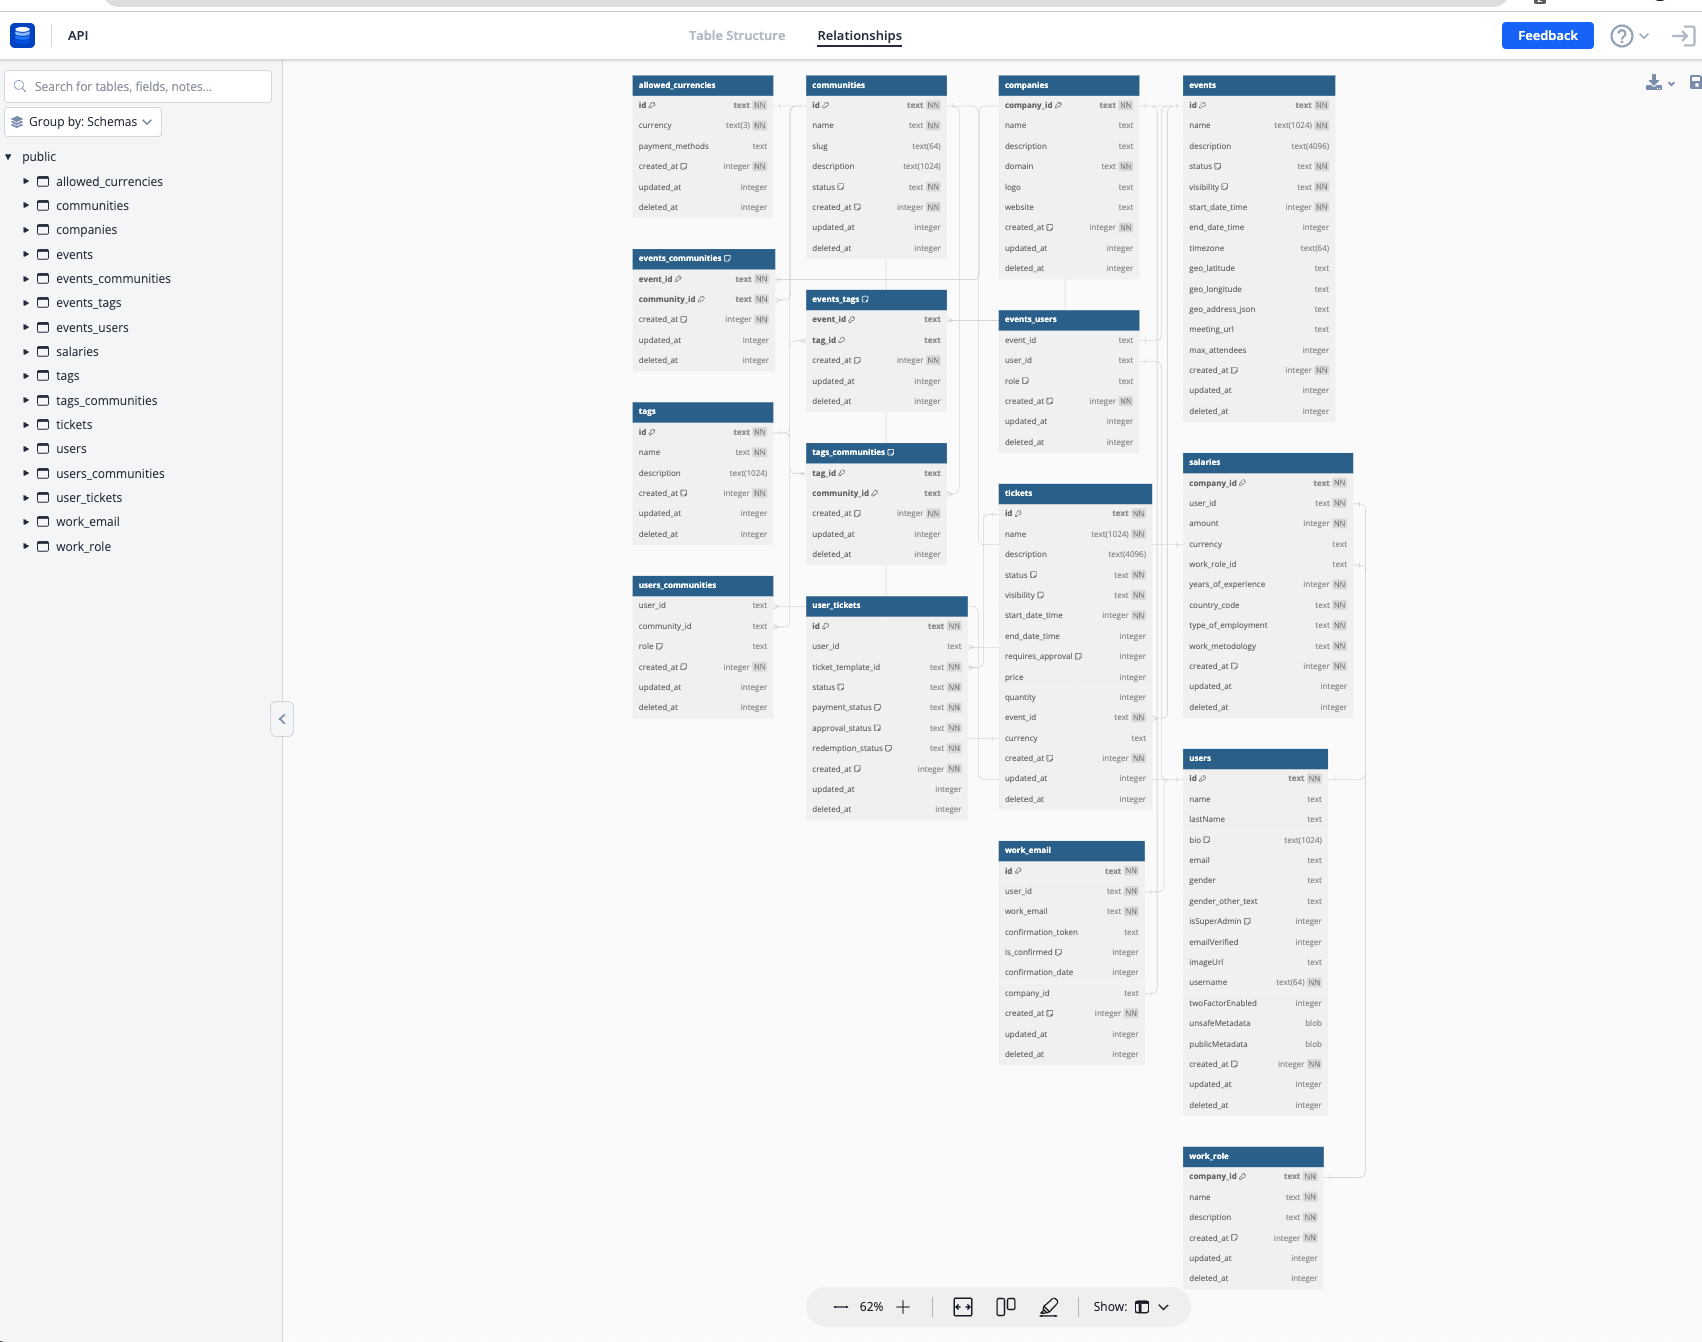 API
Table Structure
Relationships
Feedback
Search for tables, fields, notes...
Group by: Schemas
public
allowed_currencies
communities
companies
events
events_communities
events_tags
events_users
salaries
tags
tags_communities
tickets
users
users_communities
user_tickets
work_email
work_role
allowed_currencies
id text NN
currency text(3) NN
payment_methods text
created_at integer NN
updated_at integer
deleted_at integer
events_communities
event_id text NN
community_id text NN
created_at integer NN
updated_at integer
deleted_at integer
tags
id text NN
name text NN
description text(1024)
created_at integer NN
updated_at integer
deleted_at integer
users_communities
user_id text
community_id text
role text
created_at integer NN
updated_at integer
deleted_at integer
communities
id text NN
name text NN
slug text(64)
description text(1024)
status text NN
created_at integer NN
updated_at integer
deleted_at integer
events_tags
event_id text
tag_id text
created_at integer NN
updated_at integer
deleted_at integer
tags_communities
tag_id text
community_id text
created_at integer NN
updated_at integer
deleted_at integer
user_tickets
id text NN
user_id text
ticket_template_id text NN
status text NN
payment_status text NN
approval_status text NN
redemption_status text NN
created_at integer NN
updated_at integer
deleted_at integer
companies
company_id text NN
name text
description text
domain text NN
logo text
website text
created_at integer NN
updated_at integer
deleted_at integer
events_users
event_id text
user_id text
role text
created_at integer NN
updated_at integer
deleted_at integer
tickets
id text NN
name text(1024) NN
description text(4096)
status text NN
visibility text NN
start_date_time integer NN
end_date_time integer
requires_approval integer
price integer
quantity integer
event_id text NN
currency text
created_at integer NN
updated_at integer
deleted_at integer
work_email
id text NN
user_id text NN
work_email text NN
confirmation_token text
is_confirmed integer
confirmation_date integer
company_id text
created_at integer NN
updated_at integer
deleted_at integer
events
id text NN
name text(1024) NN
description text(4096)
status text NN
visibility text NN
start_date_time integer NN
end_date_time integer
timezone text(64)
geo_latitude text
geo_longitude text
geo_address_json text
meeting_url text
max_attendees integer
created_at integer NN
updated_at integer
deleted_at integer
salaries
company_id text NN
user_id text NN
amount integer NN
currency text
work_role_id text
years_of_experience integer NN
country_code text NN
type_of_employment text NN
work_metodology text NN
created_at integer NN
updated_at integer
deleted_at integer
users
id text NN
name text
lastName text
bio text(1024)
email text
gender text
gender_other_text text
isSuperAdmin integer
emailVerified integer
imageUrl text
username text(64) NN
twoFactorEnabled integer
unsafeMetadata blob
publicMetadata blob
created_at integer NN
updated_at integer
deleted_at integer
work_role
company_id text NN
name text NN
description text NN
created_at integer NN
updated_at integer
deleted_at integer
62%
Show: